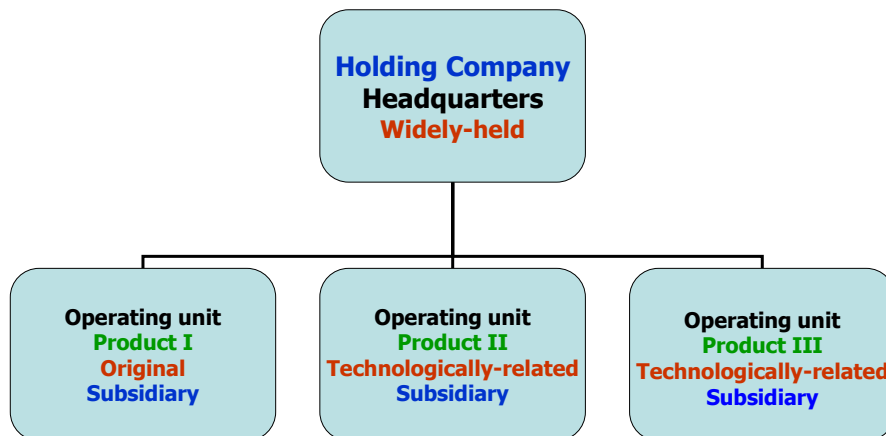 Holding Company
Headquarters
Widely-held
Operating unit
Product I
Original
Subsidiary
Operating unit
Product II
Technologically-related
Subsidiary
Operating unit
Product III
Technologically-related
Subsidiary